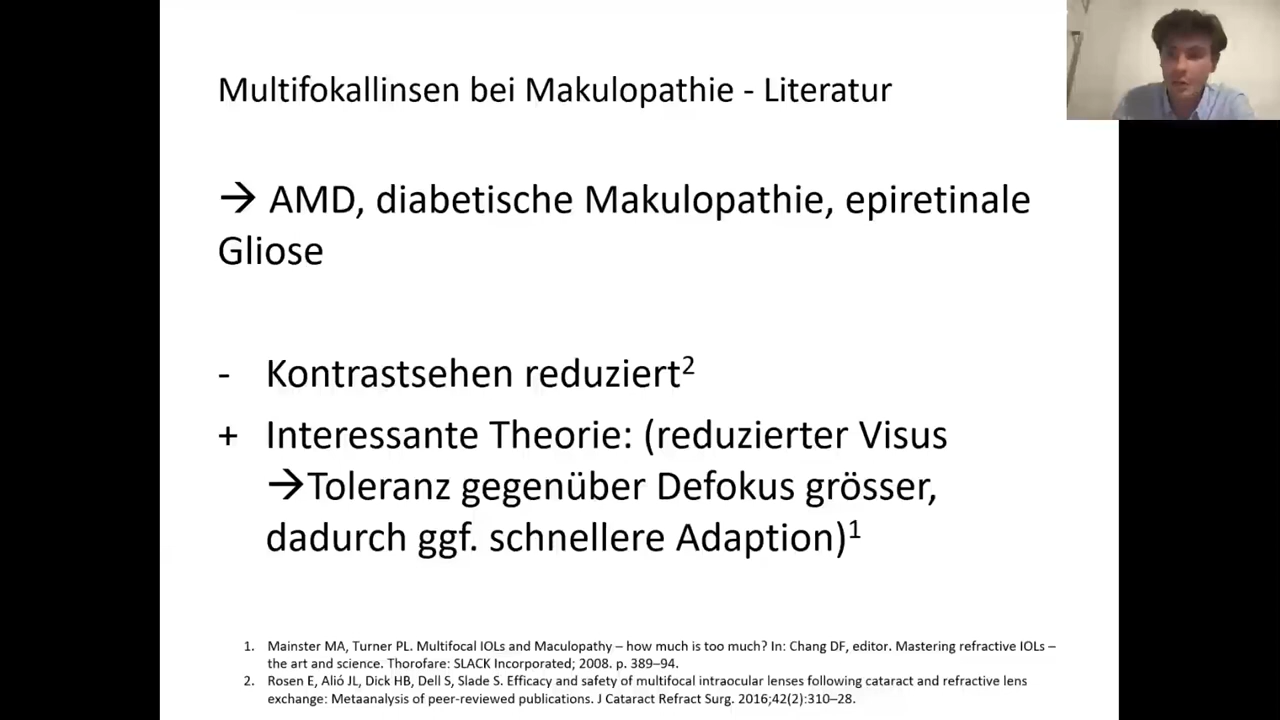 Multifokallinsen bei Makulopathie - Literatur
→ AMD, diabetische Makulopathie, epiretinale
Gliose
- Kontrastsehen reduziert²
+ Interessante Theorie: (reduzierter Visus
→Toleranz gegenüber Defokus grösser,
dadurch ggf. schnellere Adaption)¹
1. Mainster MA, Turner PL. Multifocal IOLs and Maculopathy – how much is too much? In: Chang DF, editor. Mastering refractive IOLs –
the art and science. Thorofare: SLACK Incorporated; 2008. p. 389–94.
2. Rosen E, Alió JL, Dick HB, Dell S, Slade S. Efficacy and safety of multifocal intraocular lenses following cataract and refractive lens
exchange: Metaanalysis of peer-reviewed publications. J Cataract Refract Surg. 2016;42(2):310–28.